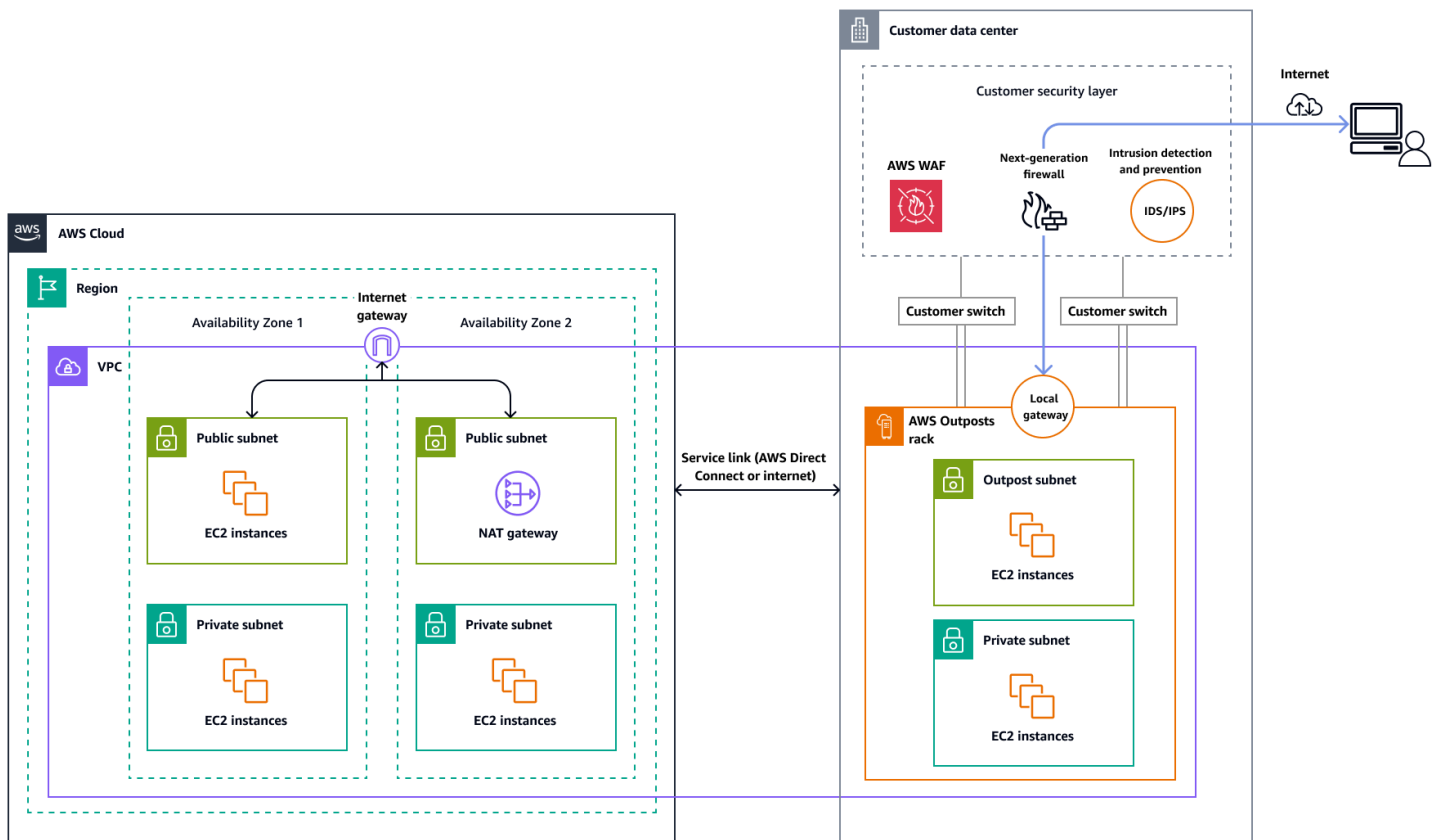 Customer data center
Internet
Customer security layer
AWS WAF
Next-generation
firewall
Intrusion detection
and prevention
IDS/IPS
aws
AWS Cloud
Region
Internet
gateway
Availability Zone 1
Availability Zone 2
Customer switch
Customer switch
VPC
Local
gateway
AWS Outposts
rack
Public subnet
EC2 instances
Public subnet
NAT gateway
Service link (AWS Direct
Connect or internet)
Outpost subnet
EC2 instances
Private subnet
EC2 instances
Private subnet
EC2 instances
Private subnet
EC2 instances